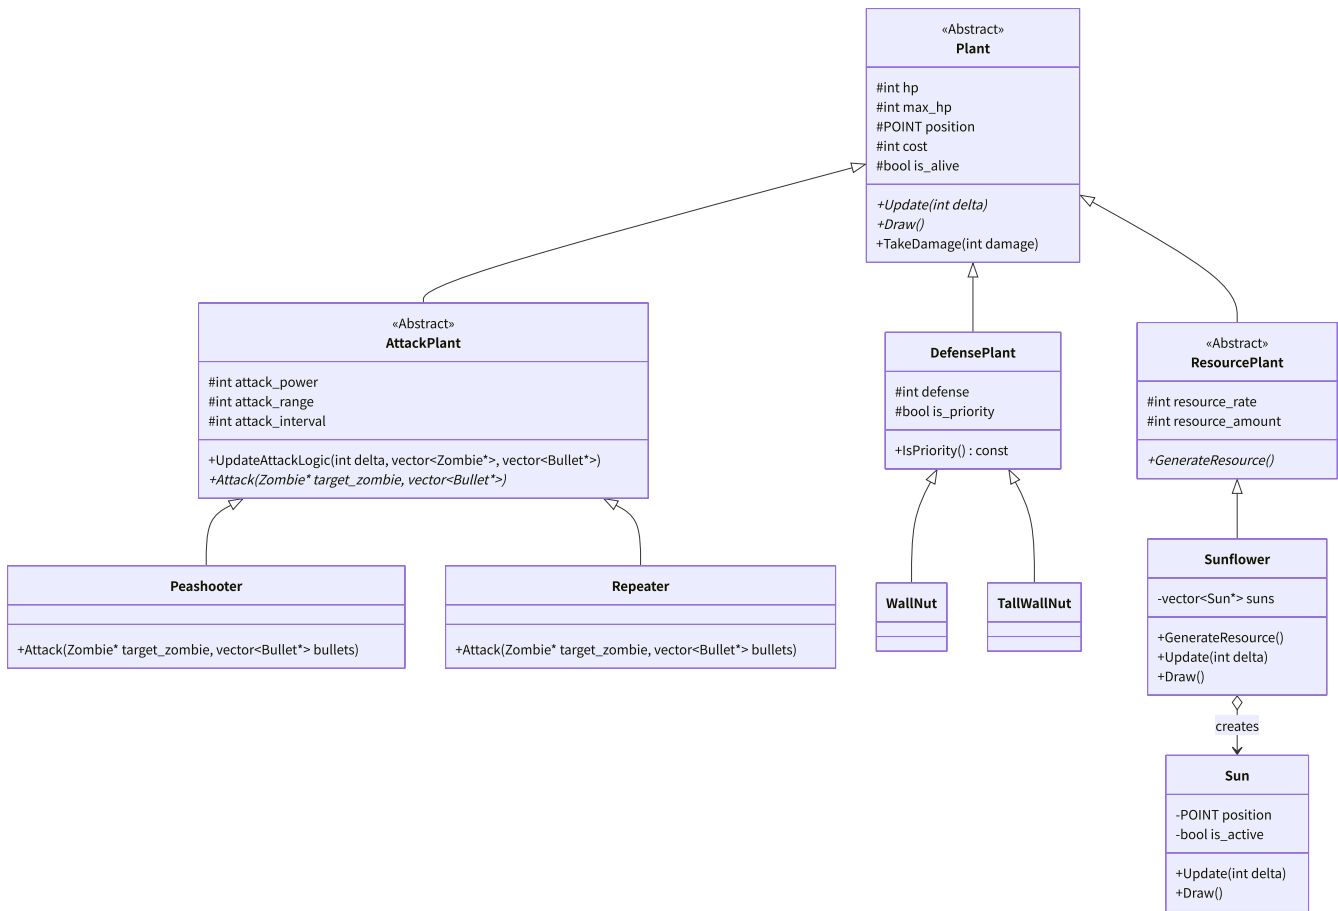 «Abstract»
Plant
#int hp
#int max_hp
#POINT position
#int cost
#bool is_alive
+Update(int delta)
+Draw()
+TakeDamage(int damage)
«Abstract»
AttackPlant
#int attack_power
#int attack_range
#int attack_interval
+UpdateAttackLogic(int delta, vector<Zombie*>, vector<Bullet*>)
+Attack(Zombie* target_zombie, vector<Bullet*>)
DefensePlant
#int defense
#bool is_priority
+IsPriority() : const
«Abstract»
ResourcePlant
#int resource_rate
#int resource_amount
+GenerateResource()
Peashooter
+Attack(Zombie* target_zombie, vector<Bullet*> bullets)
Repeater
+Attack(Zombie* target_zombie, vector<Bullet*> bullets)
WallNut
TallWallNut
Sunflower
-vector<Sun*> suns
+GenerateResource()
+Update(int delta)
+Draw()
creates
Sun
-POINT position
-bool is_active
+Update(int delta)
+Draw()